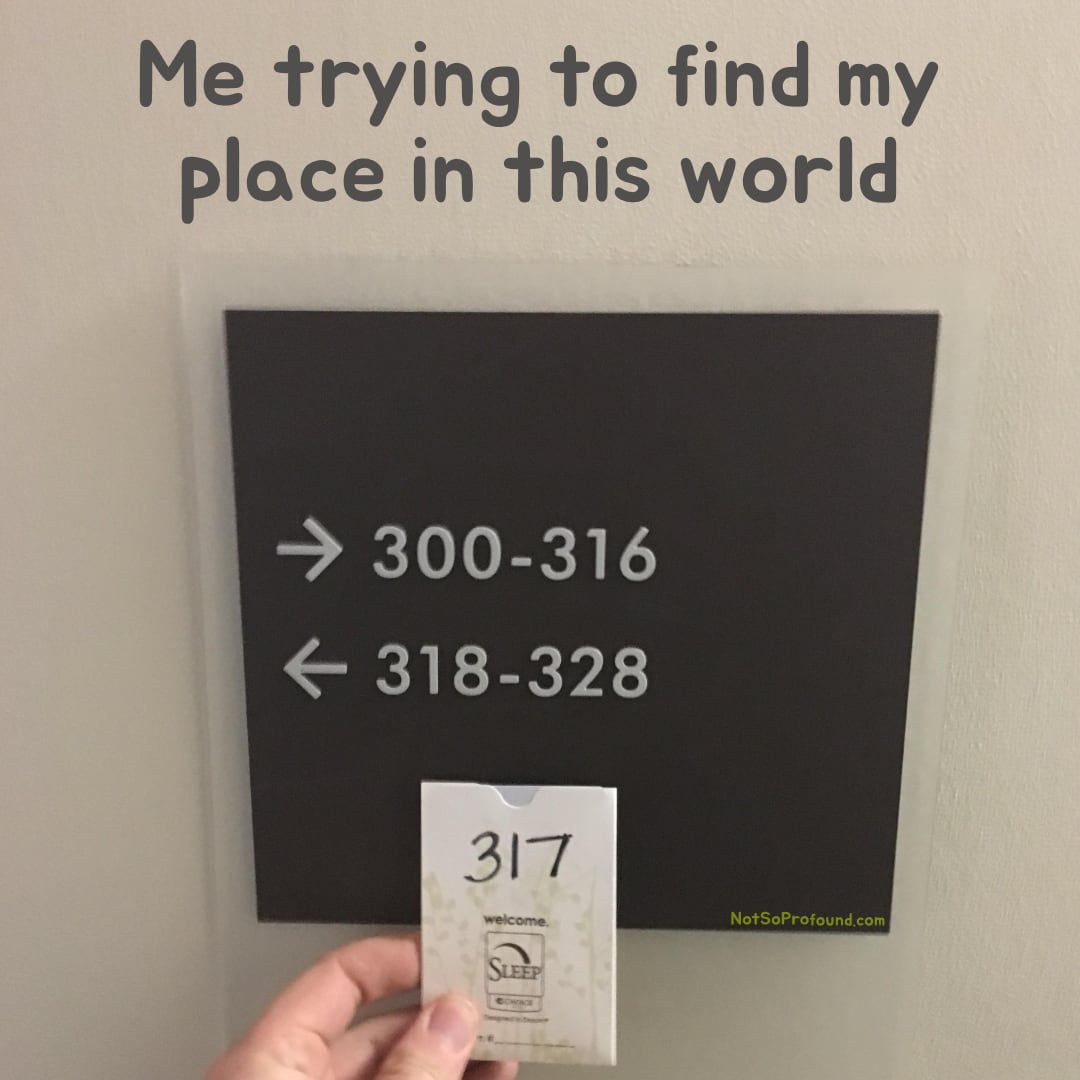 Me trying to find my
place in this world
→ 300-316
← 318-328
317
welcome.
SLEEP
NotSoProfound.com